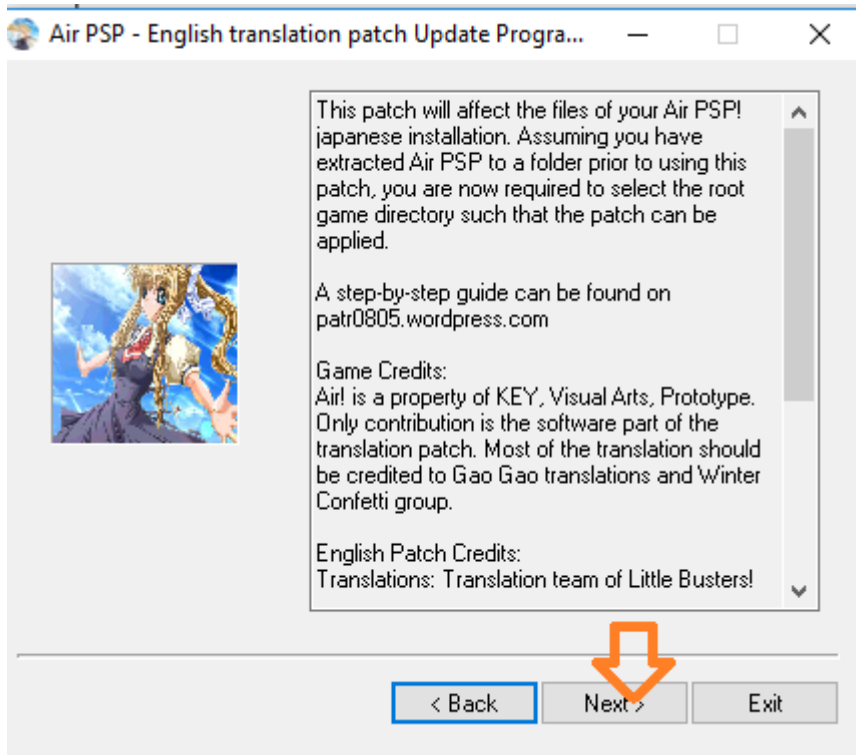 Air PSP - English translation patch Update Progra...
This patch will affect the files of your Air PSP!
japanese installation. Assuming you have
extracted Air PSP to a folder prior to using this
patch, you are now required to select the root
game directory such that the patch can be
applied.
A step-by-step guide can be found on
patr0805.wordpress.com
Game Credits:
Air! is a property of KEY, Visual Arts, Prototype.
Only contribution is the software part of the
translation patch. Most of the translation should
be credited to Gao Gao translations and Winter
Confetti group.
English Patch Credits:
Translations: Translation team of Little Busters!
< Back Next > Exit